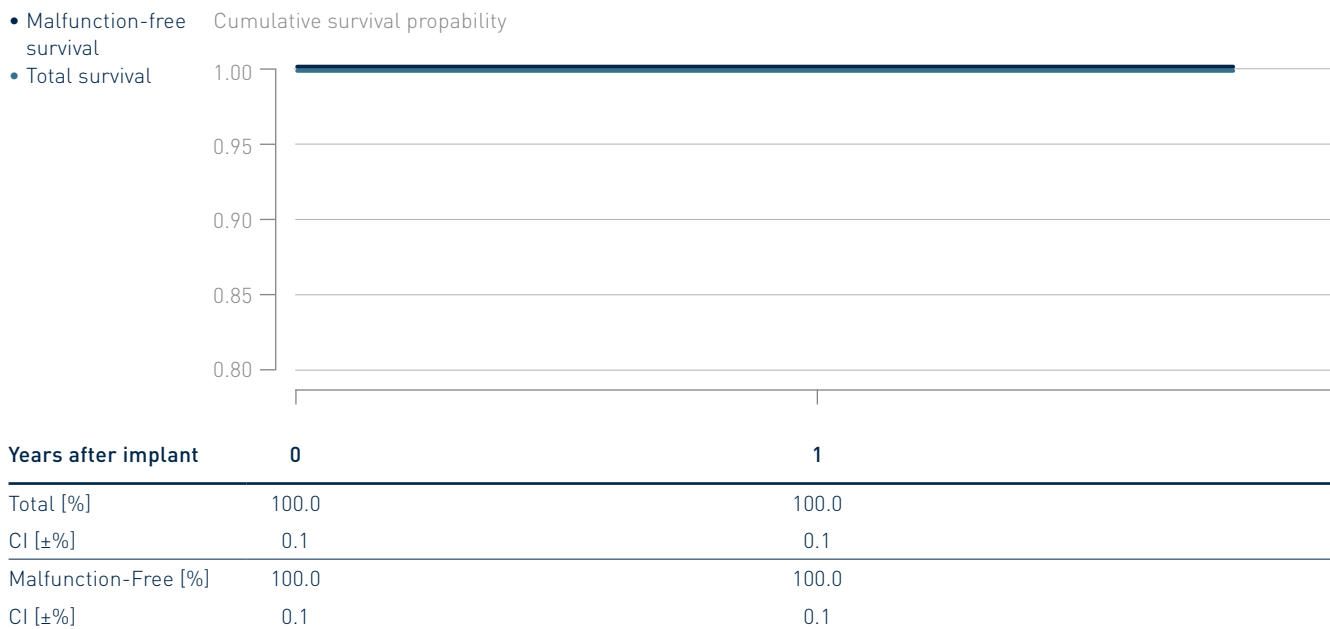 • Malfunction-free survival
• Total survival
Cumulative survival propability
1.00
0.95
0.90
0.85
0.80
Years after implant 0 1
Total [%] 100.0 100.0
CI [±%] 0.1 0.1
Malfunction-Free [%] 100.0 100.0
CI [±%] 0.1 0.1